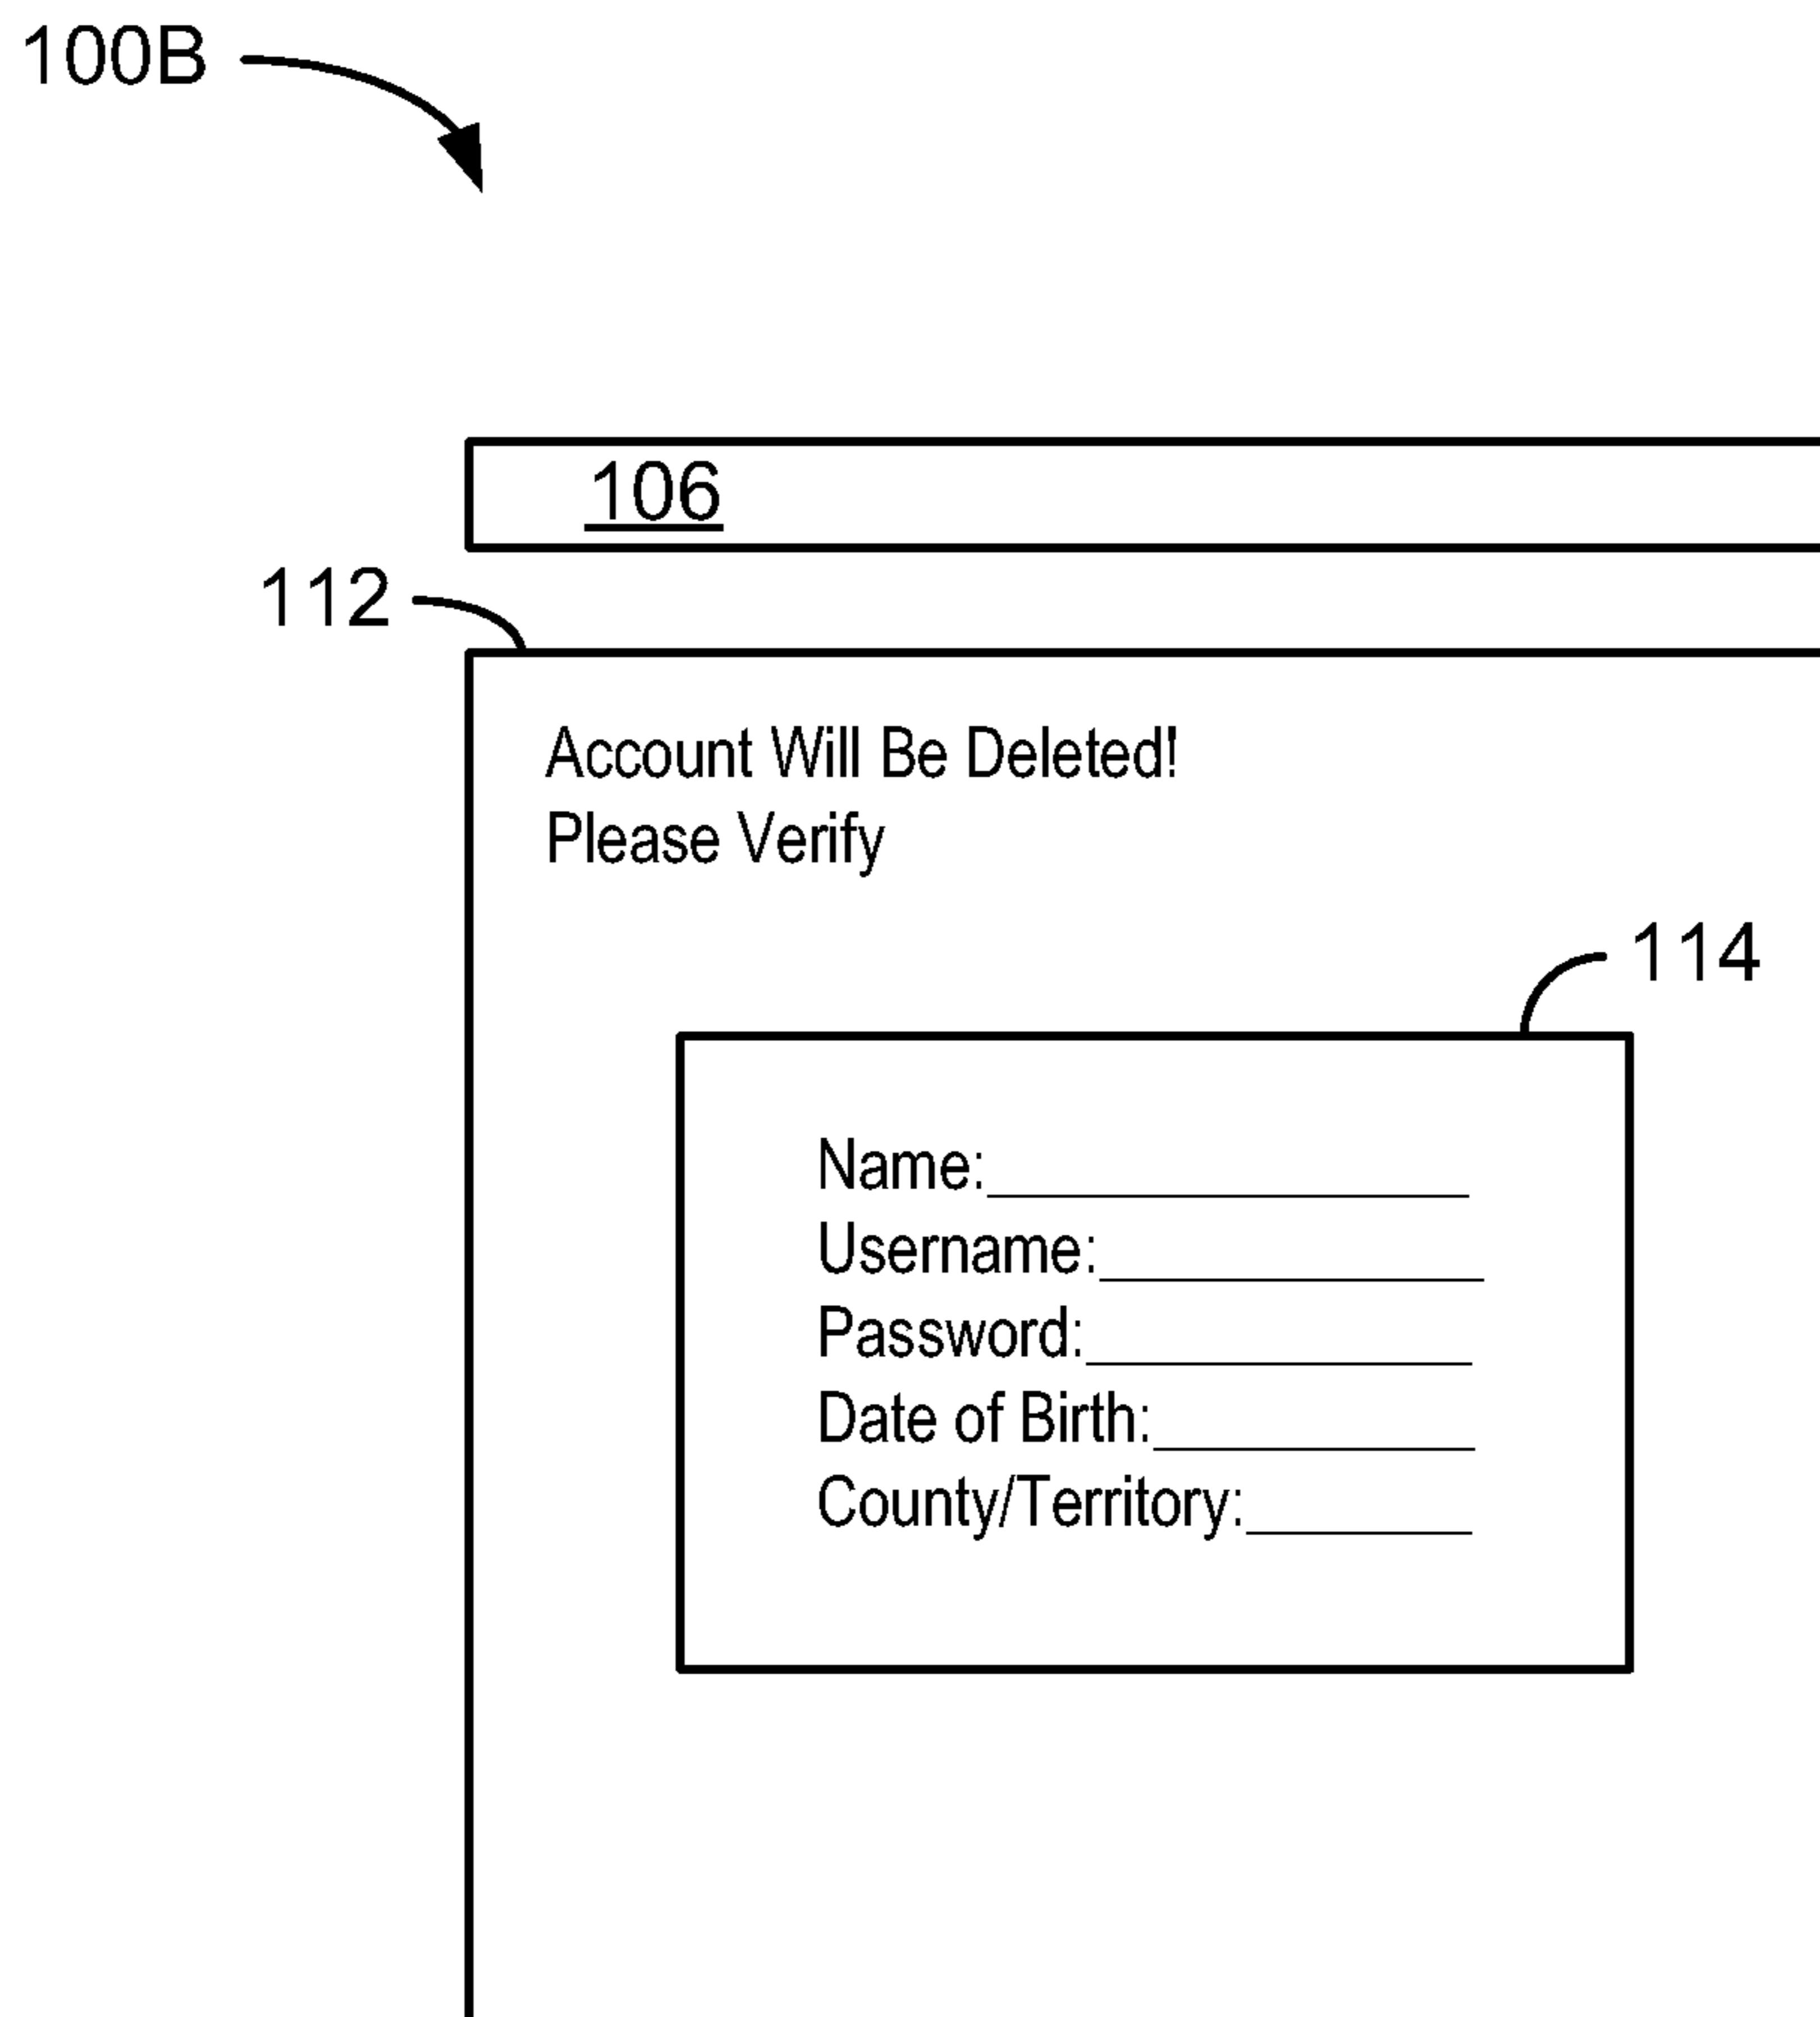 100B
106
112
Account Will Be Deleted!
Please Verify
114
Name:
Username:
Password:
Date of Birth:
County/Territory: